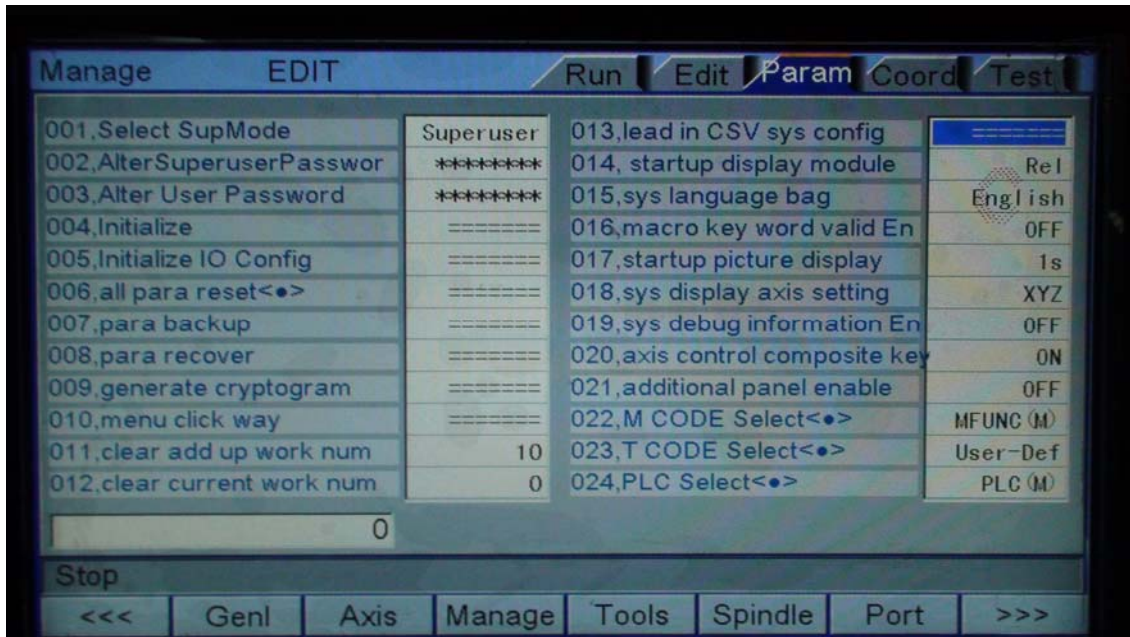 Manage EDIT Run Edit Param Coord Test
001,Select SupMode Superuser
002,AlterSuperuserPasswor ********
003,Alter User Password ********
004,Initialize =======
005,Initialize IO Config =======
006,all para reset<●> =======
007,para backup =======
008,para recover =======
009,generate cryptogram =======
010,menu click way =======
011,clear add up work num 10
012,clear current work num 0
013,lead in CSV sys config =======
014, startup display module Rel
015,sys language bag English
016,macro key word valid En OFF
017,startup picture display 1s
018,sys display axis setting XYZ
019,sys debug information En OFF
020,axis control composite key ON
021,additional panel enable OFF
022,M CODE Select<●> MFUNC(M)
023,T CODE Select<●> User-Def
024,PLC Select<●> PLC(M)
0
Stop
<<< Genl Axis Manage Tools Spindle Port >>>